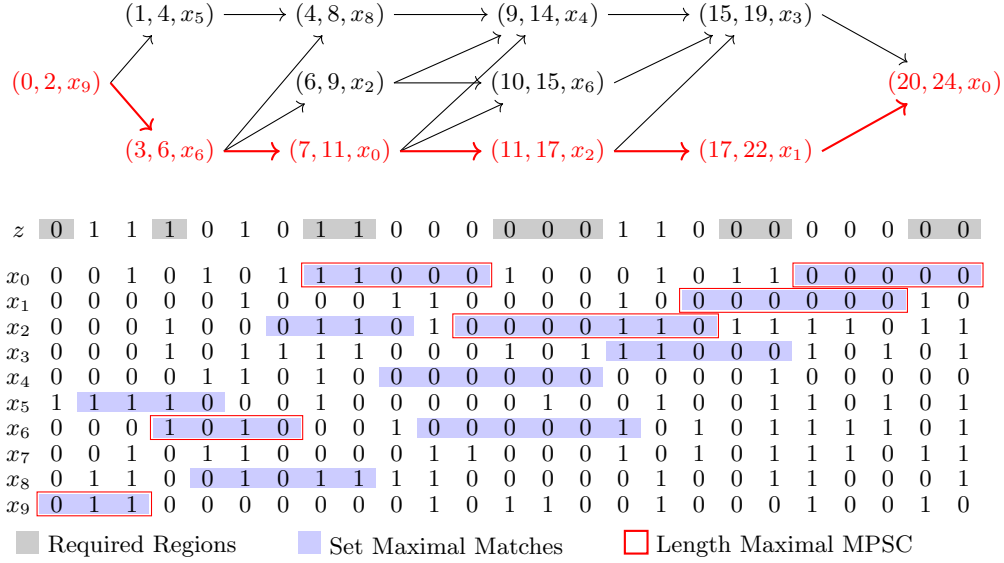 (1, 4, x₅) (4, 8, x₈) (9, 14, x₄) (15, 19, x₃)
(0, 2, x₉) (6, 9, x₂) (10, 15, x₆) (20, 24, x₀)
(3, 6, x₆) (7, 11, x₀) (11, 17, x₂) (17, 22, x₁)
z 0 1 1 1 0 1 0 1 1 0 0 0 0 0 0 1 1 0 0 0 0 0 0 0 0
x₀ 0 0 1 0 1 0 1 1 1 0 0 0 1 0 0 0 1 0 1 1 0 0 0 0 0
x₁ 0 0 0 0 0 1 0 0 0 1 1 0 0 0 0 1 0 0 0 0 0 0 0 1 0
x₂ 0 0 0 1 0 0 0 1 1 0 1 0 0 0 0 1 1 0 1 1 1 1 0 1 1
x₃ 0 0 0 1 0 1 1 1 1 0 0 0 1 0 1 1 1 0 0 0 1 0 1 0 1
x₄ 0 0 0 0 1 1 0 1 0 0 0 0 0 0 0 0 0 0 0 1 0 0 0 0 0
x₅ 1 1 1 1 0 0 0 1 0 0 0 0 0 1 0 0 1 0 0 1 1 0 1 0 1
x₆ 0 0 0 1 0 1 0 0 0 1 0 0 0 0 0 1 0 1 0 1 1 1 1 0 1
x₇ 0 0 1 0 1 1 0 0 0 0 1 1 0 0 0 1 0 1 0 1 1 1 0 1 1
x₈ 0 1 1 0 0 1 0 1 1 1 1 0 0 0 0 0 1 0 0 1 0 0 0 0 1
x₉ 0 1 1 0 0 0 0 0 0 0 0 1 0 1 1 0 0 1 0 0 1 0 0 1 0
Required Regions Set Maximal Matches Length Maximal MPSC